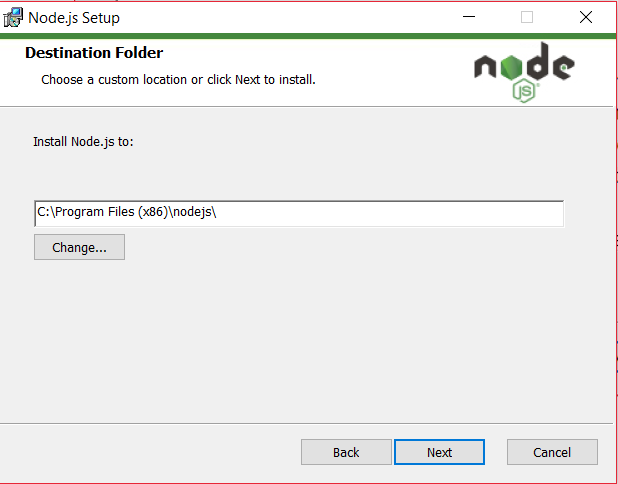 Node.js Setup
Destination Folder
Choose a custom location or click Next to install.
node
JS
Install Node.js to:
C:\Program Files (x86)\nodejs\
Change...
Back
Next
Cancel